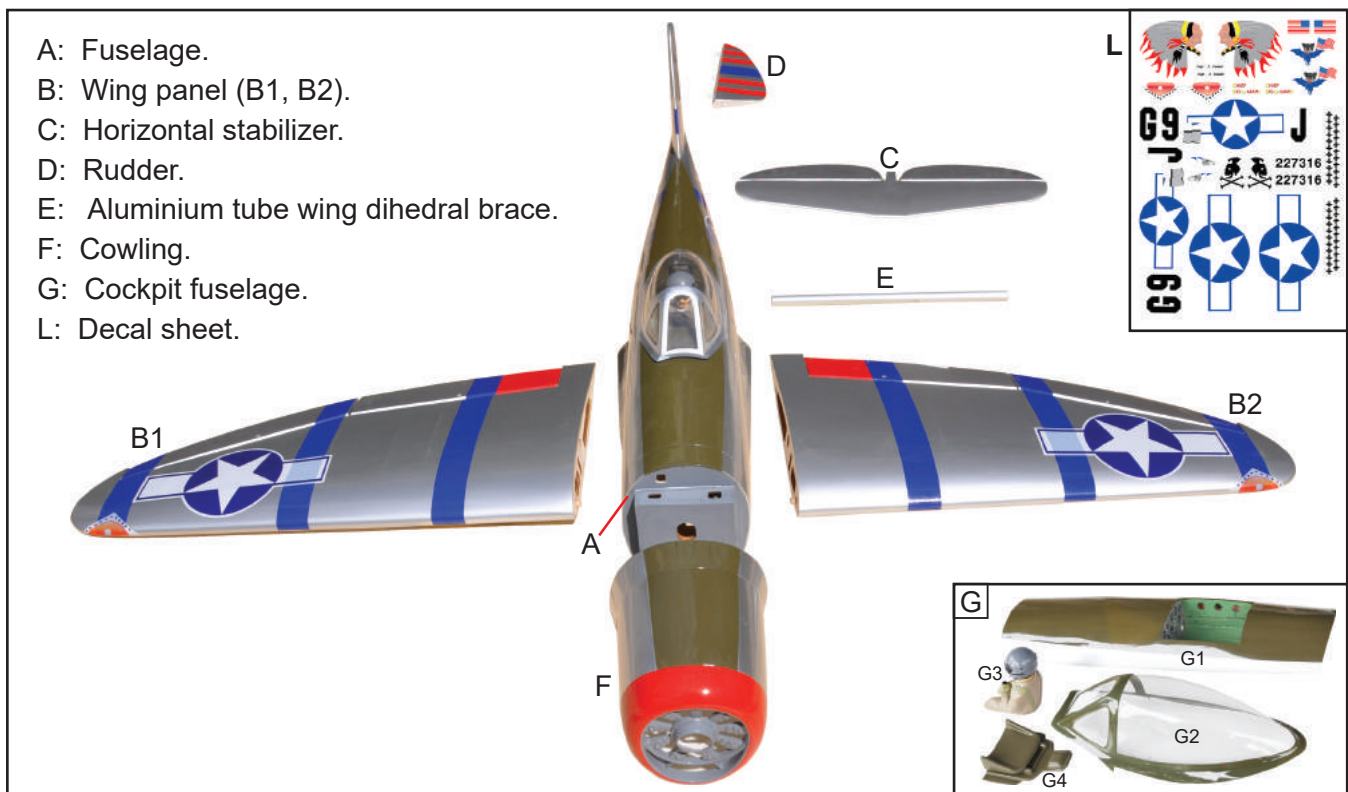 A: Fuselage.
B: Wing panel (B1, B2).
C: Horizontal stabilizer.
D: Rudder.
E: Aluminium tube wing dihedral brace.
F: Cowling.
G: Cockpit fuselage.
L: Decal sheet.
D
C
E
B1
B2
A
F
L
G9
J
J
227316
227316
G9
G
G1
G3
G2
G4